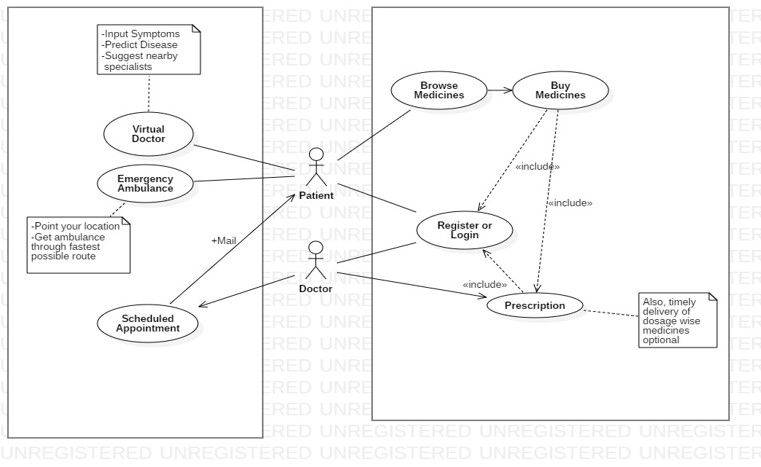 -Input Symptoms
-Predict Disease
-Suggest nearby
specialists
Virtual
Doctor
Emergency
Ambulance
-Point your location
-Get ambulance
through fastest
possible route
+Mail
Scheduled
Appointment
Patient
Doctor
Browse
Medicines
Buy
Medicines
«include»
«include»
Register or
Login
«include»
Prescription
Also, timely
delivery of
dosage wise
medicines
optional
UNREGISTERED UNREGISTERED UNREGISTERED UNREGISTERED